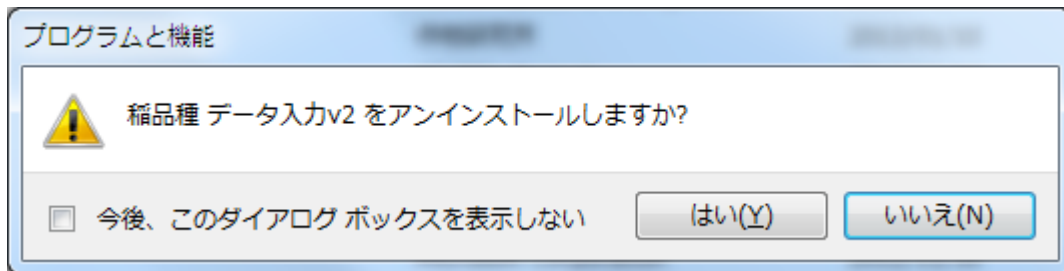 プログラムと機能
稲品種 データ入力v2 をアンインストールしますか?
今後、このダイアログ ボックスを表示しない
はい(Y)
いいえ(N)